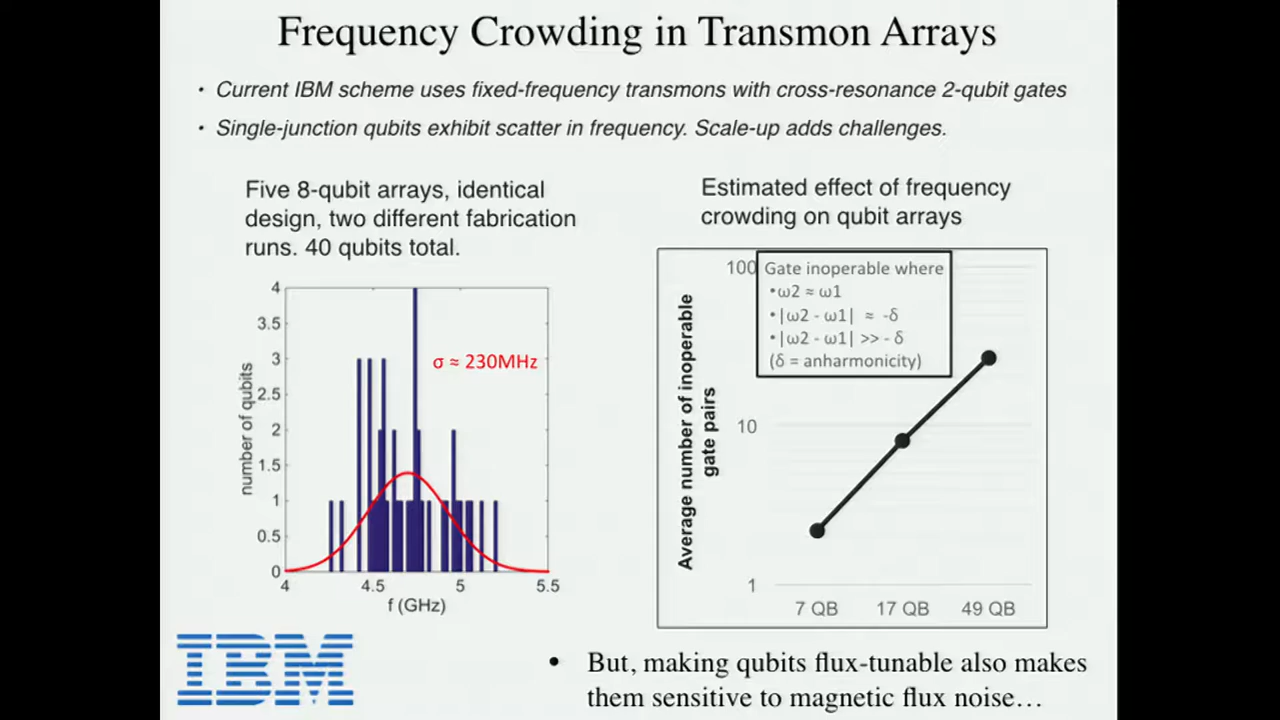 Frequency Crowding in Transmon Arrays
• Current IBM scheme uses fixed-frequency transmons with cross-resonance 2-qubit gates
• Single-junction qubits exhibit scatter in frequency. Scale-up adds challenges.
Five 8-qubit arrays, identical
design, two different fabrication
runs. 40 qubits total.
4
3.5
3
2.5
2
1.5
1
0.5
0
number of qubits
σ ≈ 230MHz
4 4.5 5 5.5
f (GHz)
Estimated effect of frequency
crowding on qubit arrays
100
10
1
Average number of inoperable
gate pairs
Gate inoperable where
•ω2 ≈ ω1
•|ω2 - ω1| ≈ -δ
•|ω2 - ω1| >> - δ
(δ = anharmonicity)
7 QB 17 QB 49 QB
IBM
• But, making qubits flux-tunable also makes
them sensitive to magnetic flux noise…